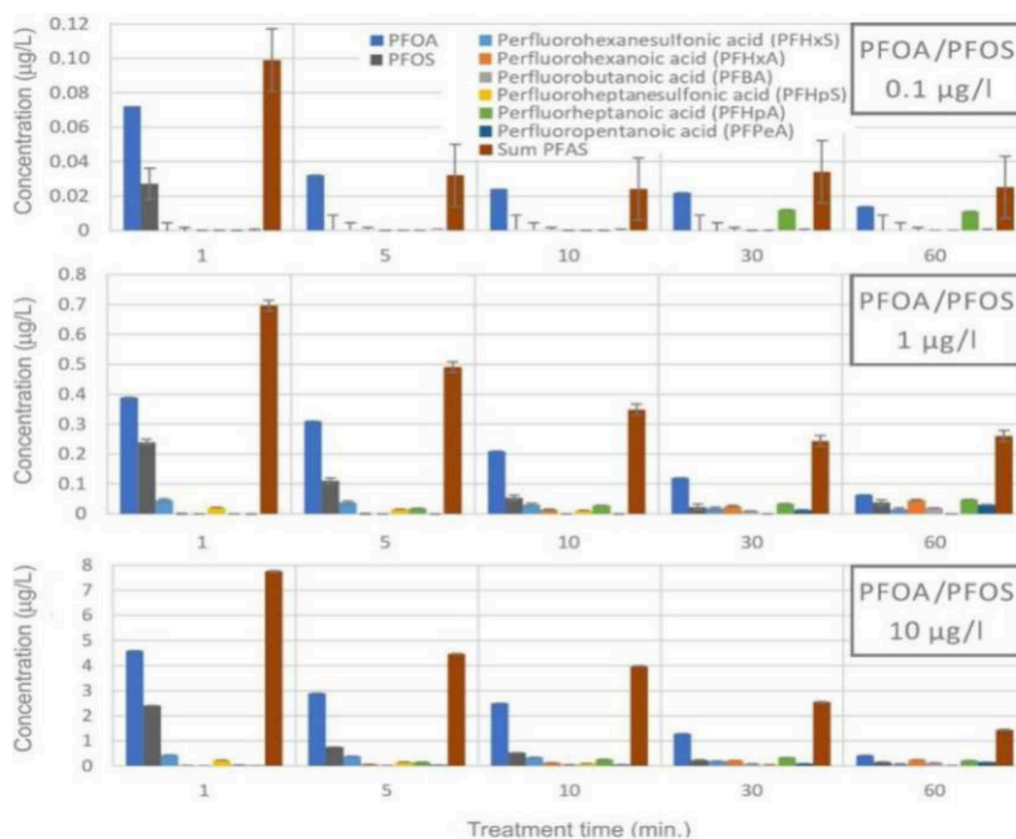 Concentration (µg/L)
0.12
0.10
0.08
0.06
0.04
0.02
0
PFOA
PFOS
Perfluorohexanesulfonic acid (PFHxS)
Perfluorohexanoic acid (PFHxA)
Perfluorobutanoic acid (PFBA)
Perfluoroheptanesulfonic acid (PFHpS)
Perfluorheptanoic acid (PFHpA)
Perfluoropentanoic acid (PFPeA)
Sum PFAS
PFOA/PFOS
0.1 µg/l
1 5 10 30 60
Concentration (µg/L)
0.8
0.7
0.6
0.5
0.4
0.3
0.2
0.1
0
PFOA/PFOS
1 µg/l
1 5 10 30 60
Concentration (µg/L)
8
7
6
5
4
3
2
1
0
PFOA/PFOS
10 µg/l
1 5 10 30 60
Treatment time (min.)